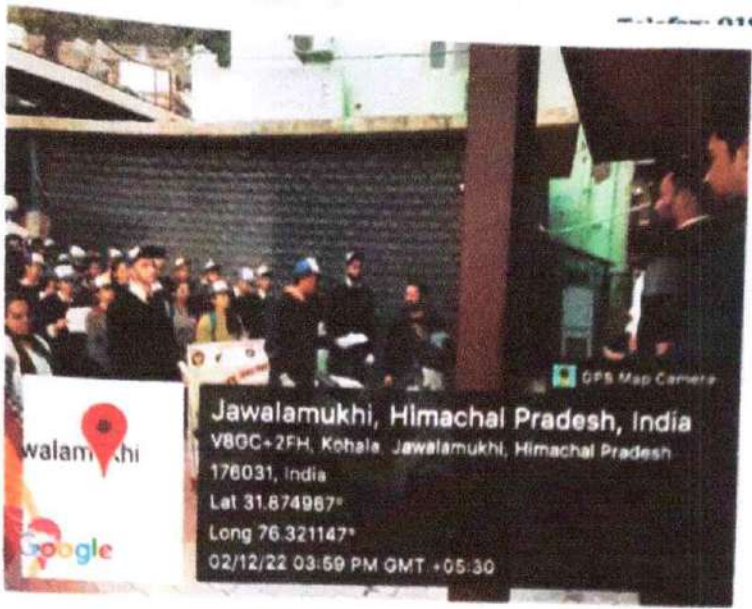 GPS Map Camera
Jawalamukhi, Himachal Pradesh, India
V8GC+2FH, Kohala, Jawalamukhi, Himachal Pradesh
176031, India
Lat 31.874967°
Long 76.321147°
02/12/22 03:59 PM GMT +05:30
Google